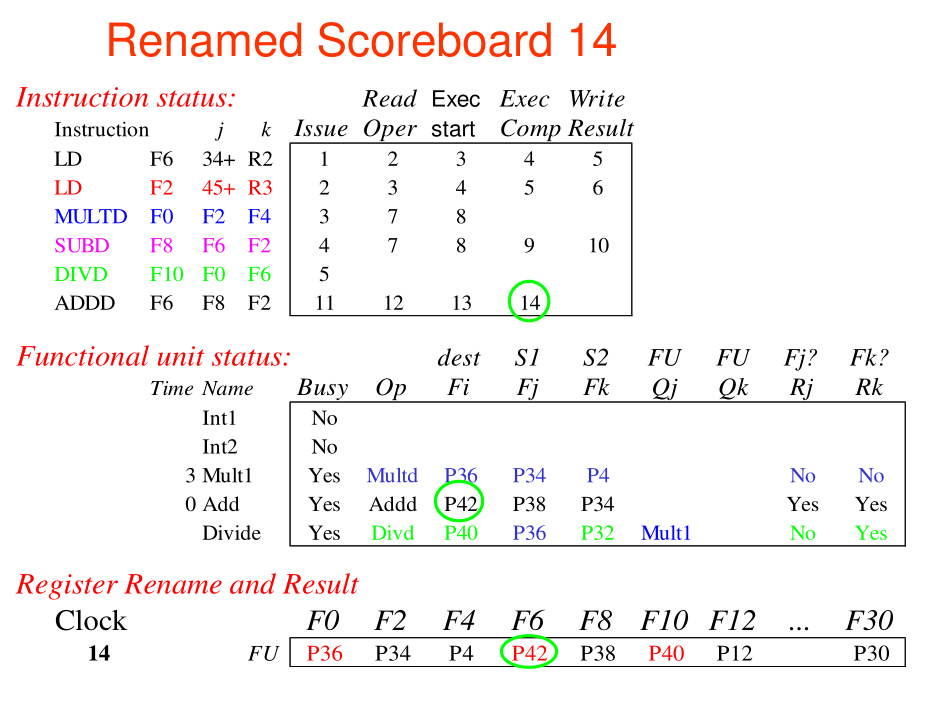 Renamed Scoreboard 14
Instruction status: Read Exec Exec Write
Instruction j k Issue Oper start Comp Result
LD F6 34+ R2 1 2 3 4 5
LD F2 45+ R3 2 3 4 5 6
MULTD F0 F2 F4 3 7 8
SUBD F8 F6 F2 4 7 8 9 10
DIVD F10 F0 F6 5
ADDD F6 F8 F2 11 12 13 14
Functional unit status: dest S1 S2 FU FU Fj? Fk?
Time Name Busy Op Fi Fj Fk Qj Qk Rj Rk
Int1 No
Int2 No
3 Mult1 Yes Multd P36 P34 P4 No No
0 Add Yes Addd P42 P38 P34 Yes Yes
Divide Yes Divd P40 P36 P32 Mult1 No Yes
Register Rename and Result
Clock F0 F2 F4 F6 F8 F10 F12 ... F30
14 FU P36 P34 P4 P42 P38 P40 P12 P30